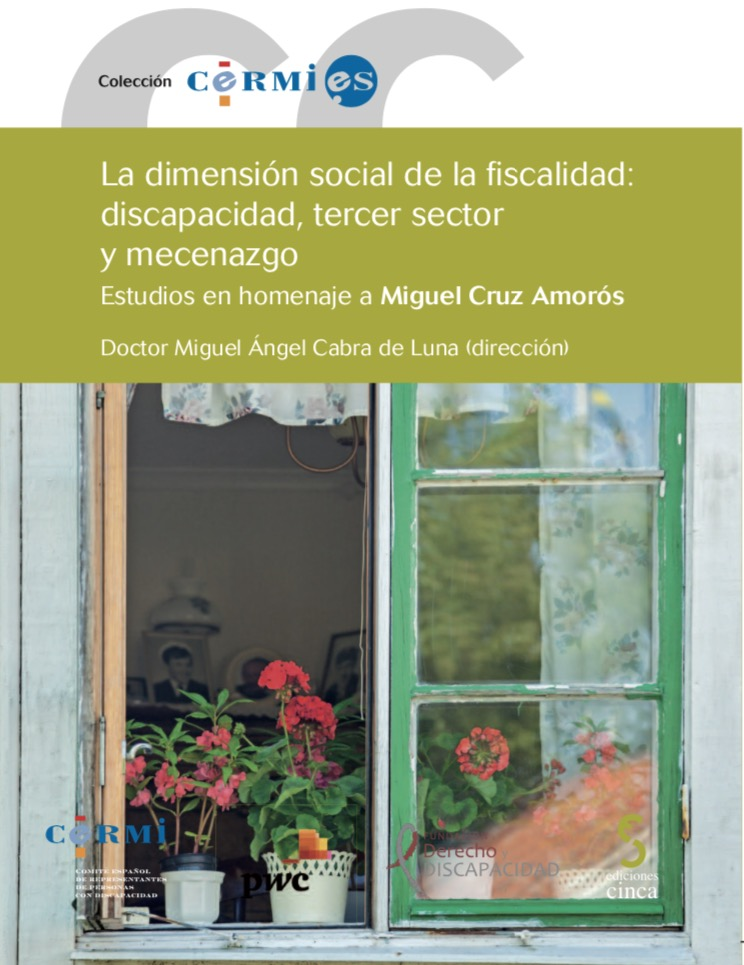 Colección CERMI es
La dimensión social de la fiscalidad:
discapacidad, tercer sector
y mecenazgo
Estudios en homenaje a Miguel Cruz Amorós
Doctor Miguel Ángel Cabra de Luna (dirección)
CERMI
COMITÉ ESPAÑOL
DE REPRESENTANTES
DE PERSONAS
CON DISCAPACIDAD
pwc
Derecho
DISCAPACIDAD
ediciones
cinca